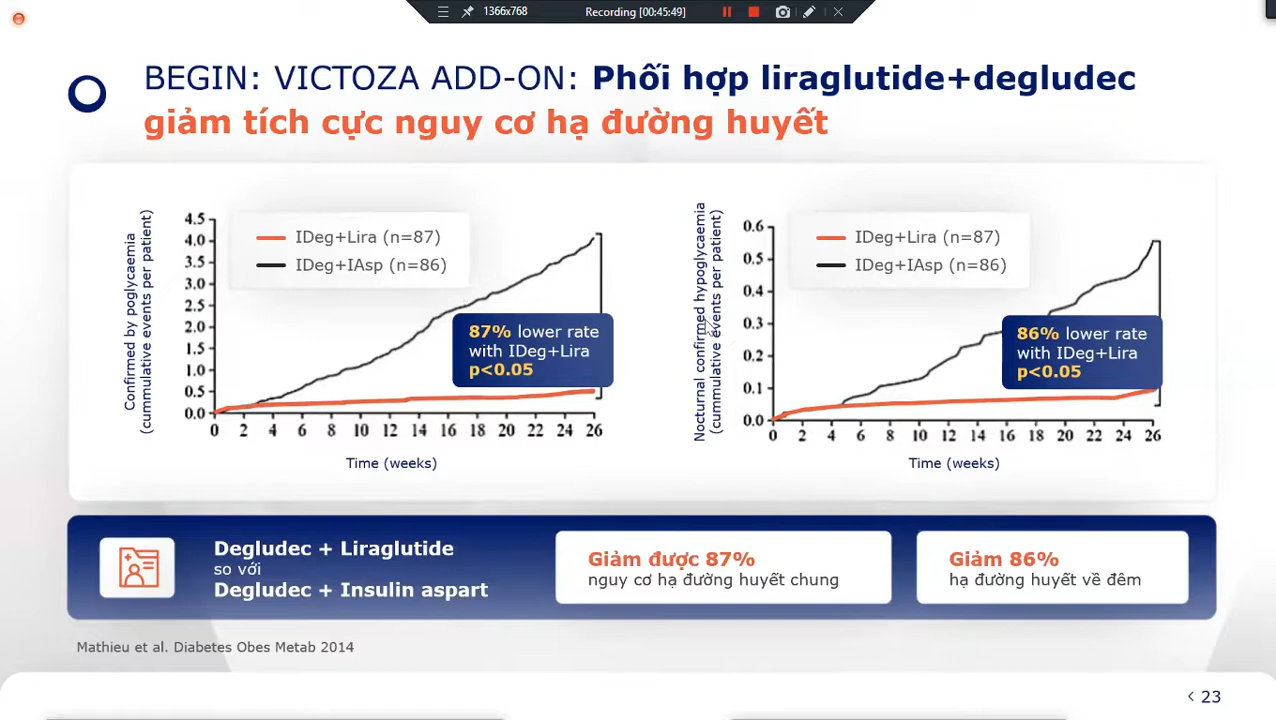 1366x768
Recording [00:45:49]
BEGIN: VICTOZA ADD-ON: Phối hợp liraglutide+degludec
giảm tích cực nguy cơ hạ đường huyết
Confirmed by poglycaemia
(cummulative events per patient)
4.5
4.0
3.5
3.0
2.5
2.0
1.5
1.0
0.5
0.0
IDeg+Lira (n=87)
IDeg+IAsp (n=86)
87% lower rate
with IDeg+Lira
p<0.05
0 2 4 6 8 10 12 14 16 18 20 22 24 26
Time (weeks)
Nocturnal confirmed hypoglycaemia
(cummulative events per patient)
0.6
0.5
0.4
0.3
0.2
0.1
0.0
IDeg+Lira (n=87)
IDeg+IAsp (n=86)
86% lower rate
with IDeg+Lira
p<0.05
0 2 4 6 8 10 12 14 16 18 20 22 24 26
Time (weeks)
Degludec + Liraglutide
so với
Degludec + Insulin aspart
Giảm được 87%
nguy cơ hạ đường huyết chung
Giảm 86%
hạ đường huyết về đêm
Mathieu et al. Diabetes Obes Metab 2014
< 23